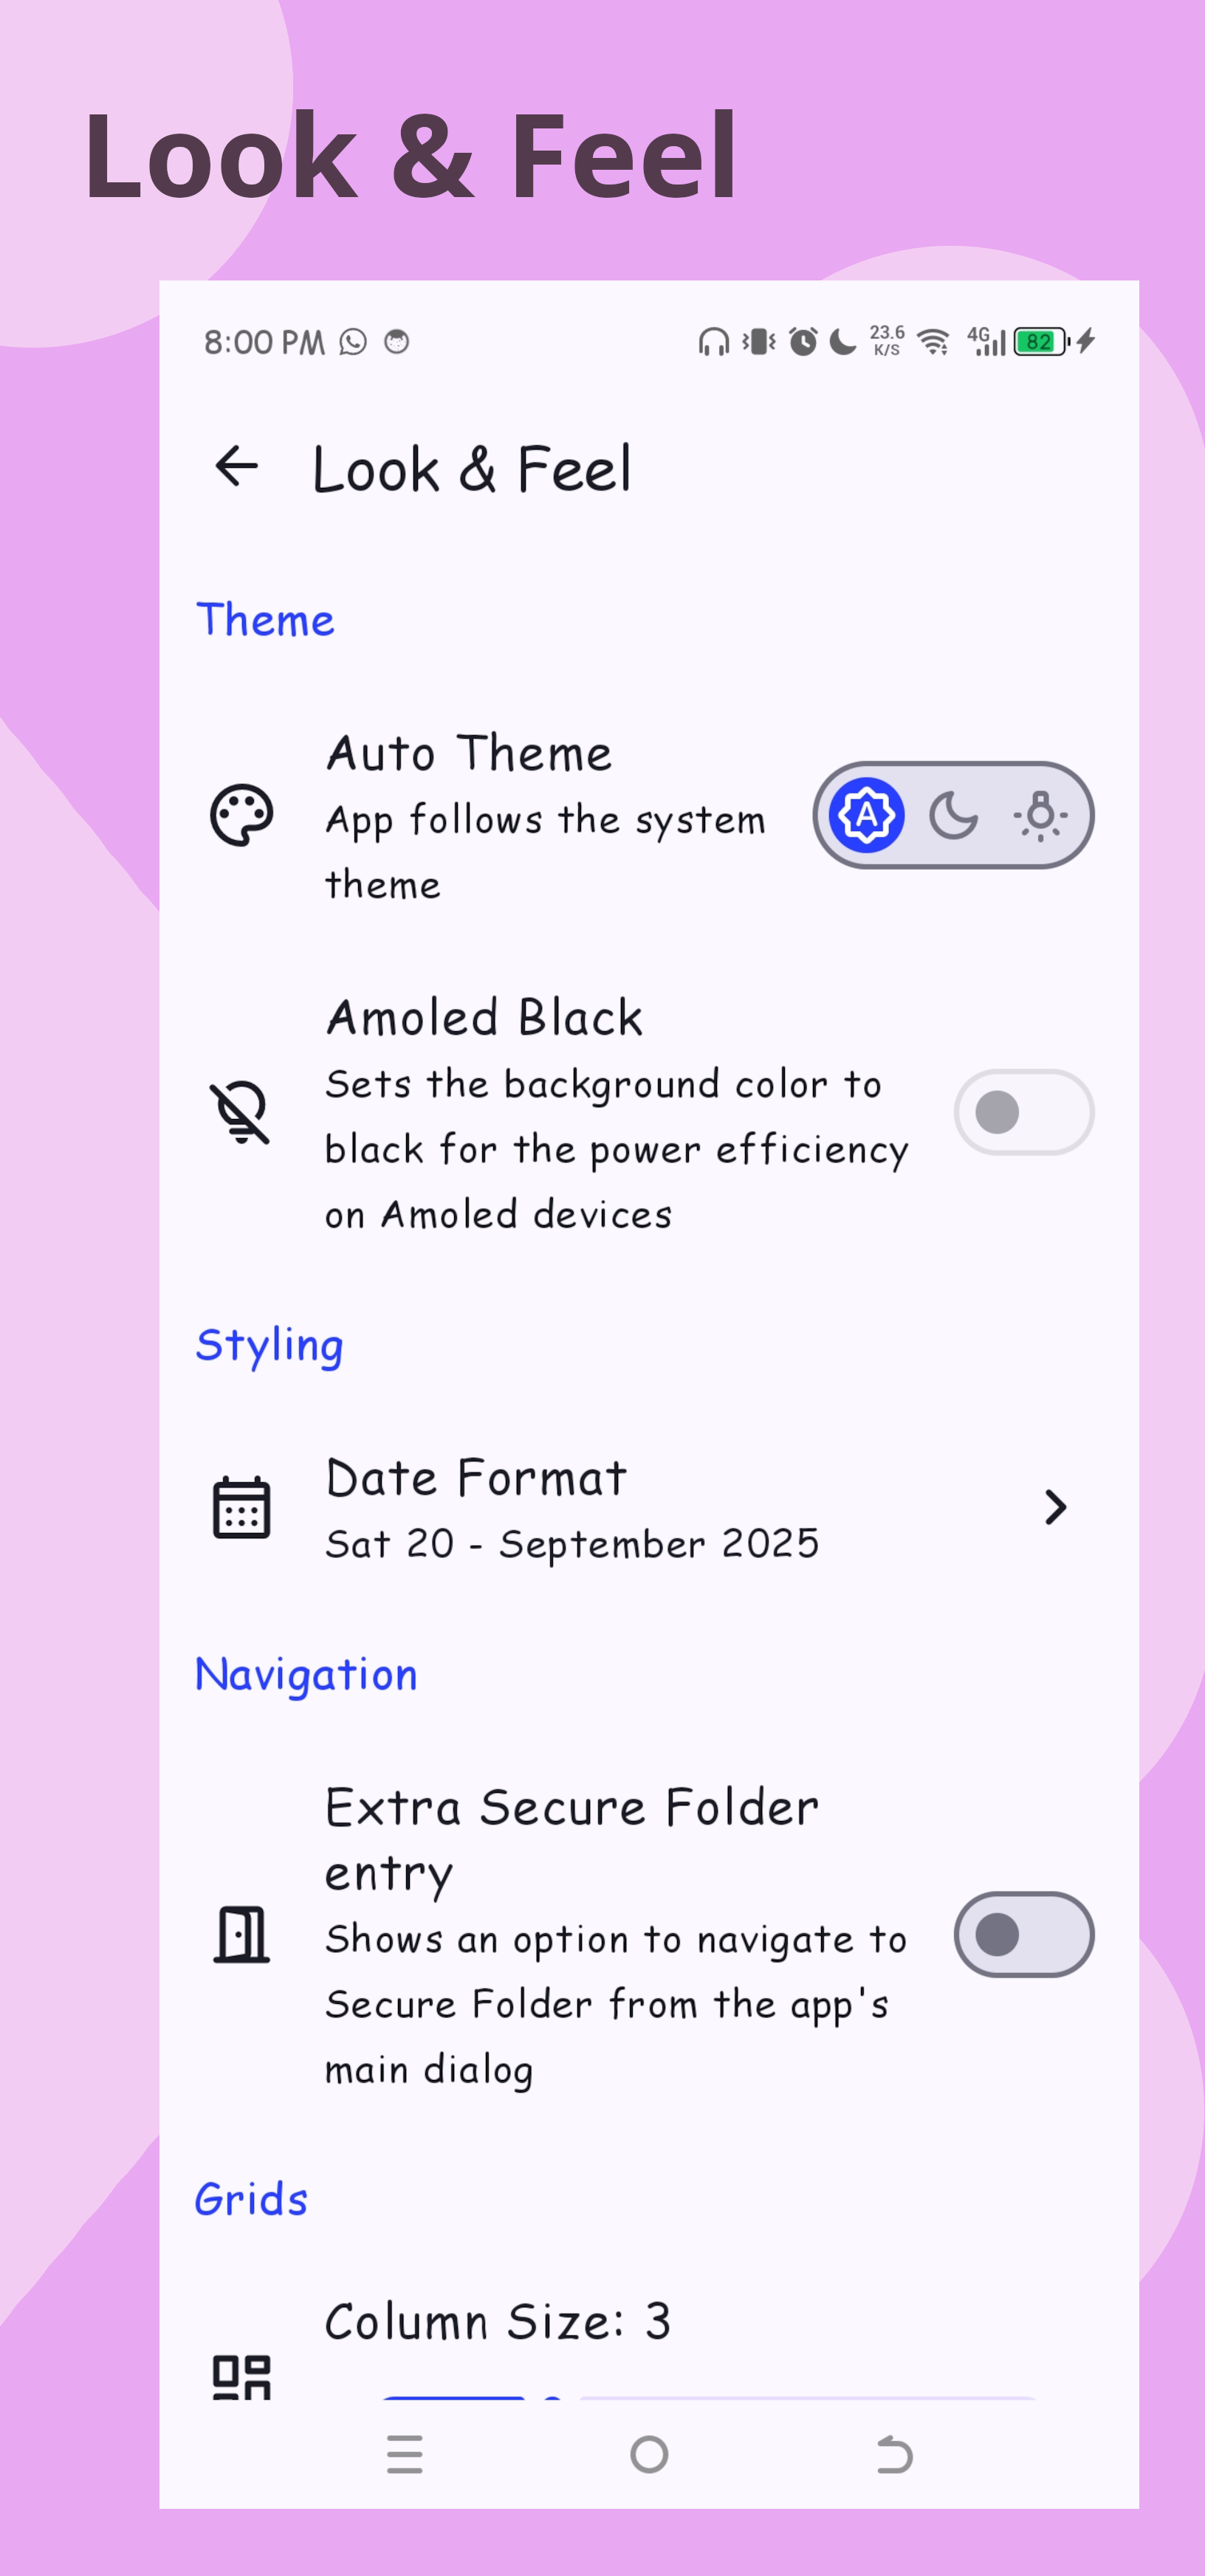 Look & Feel
8:00 PM
23.6
K/S
4G
82
Look & Feel
Theme
Auto Theme
App follows the system
theme
A
Amoled Black
Sets the background color to
black for the power efficiency
on Amoled devices
Styling
Date Format
Sat 20 - September 2025
Navigation
Extra Secure Folder
entry
Shows an option to navigate to
Secure Folder from the app's
main dialog
Grids
Column Size: 3